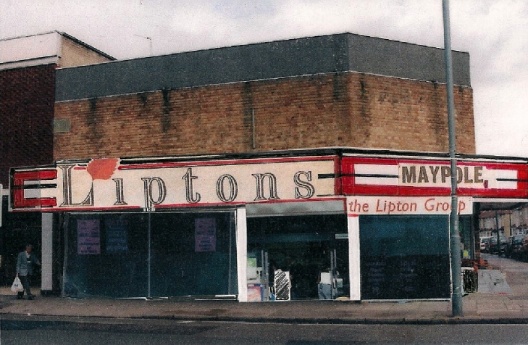 Liptons
MAYPOLE,
the Lipton Group